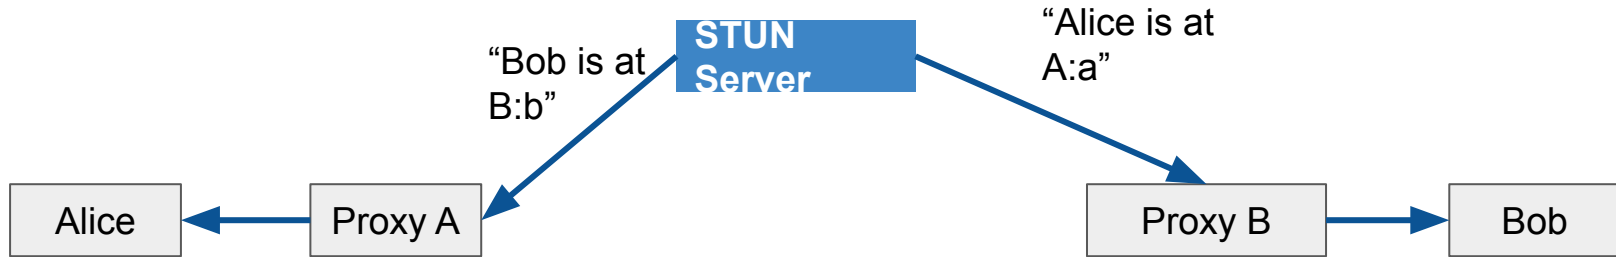 “Bob is at
B:b”
STUN
Server
“Alice is at
A:a”
Alice
Proxy A
Proxy B
Bob